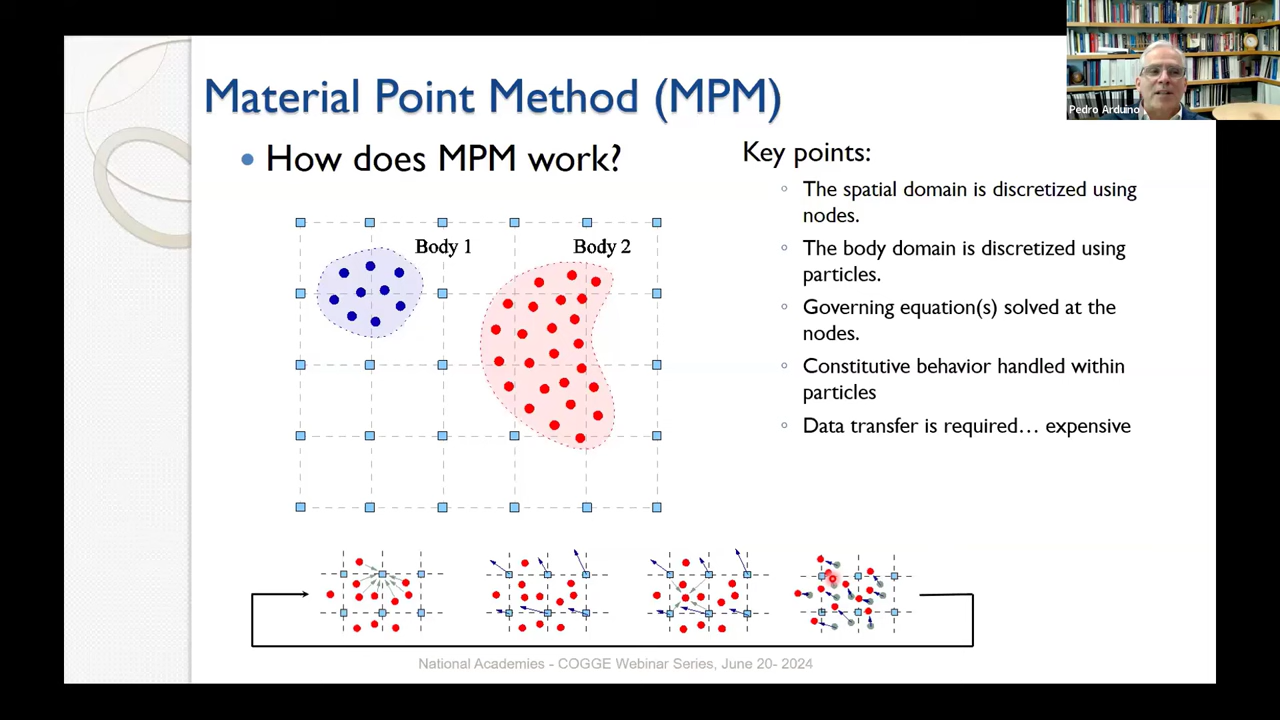 Material Point Method (MPM)
Pedro Arduino
• How does MPM work?
Body 1
Body 2
Key points:
◦ The spatial domain is discretized using
nodes.
◦ The body domain is discretized using
particles.
◦ Governing equation(s) solved at the
nodes.
◦ Constitutive behavior handled within
particles
◦ Data transfer is required… expensive
National Academies - COGGE Webinar Series, June 20- 2024